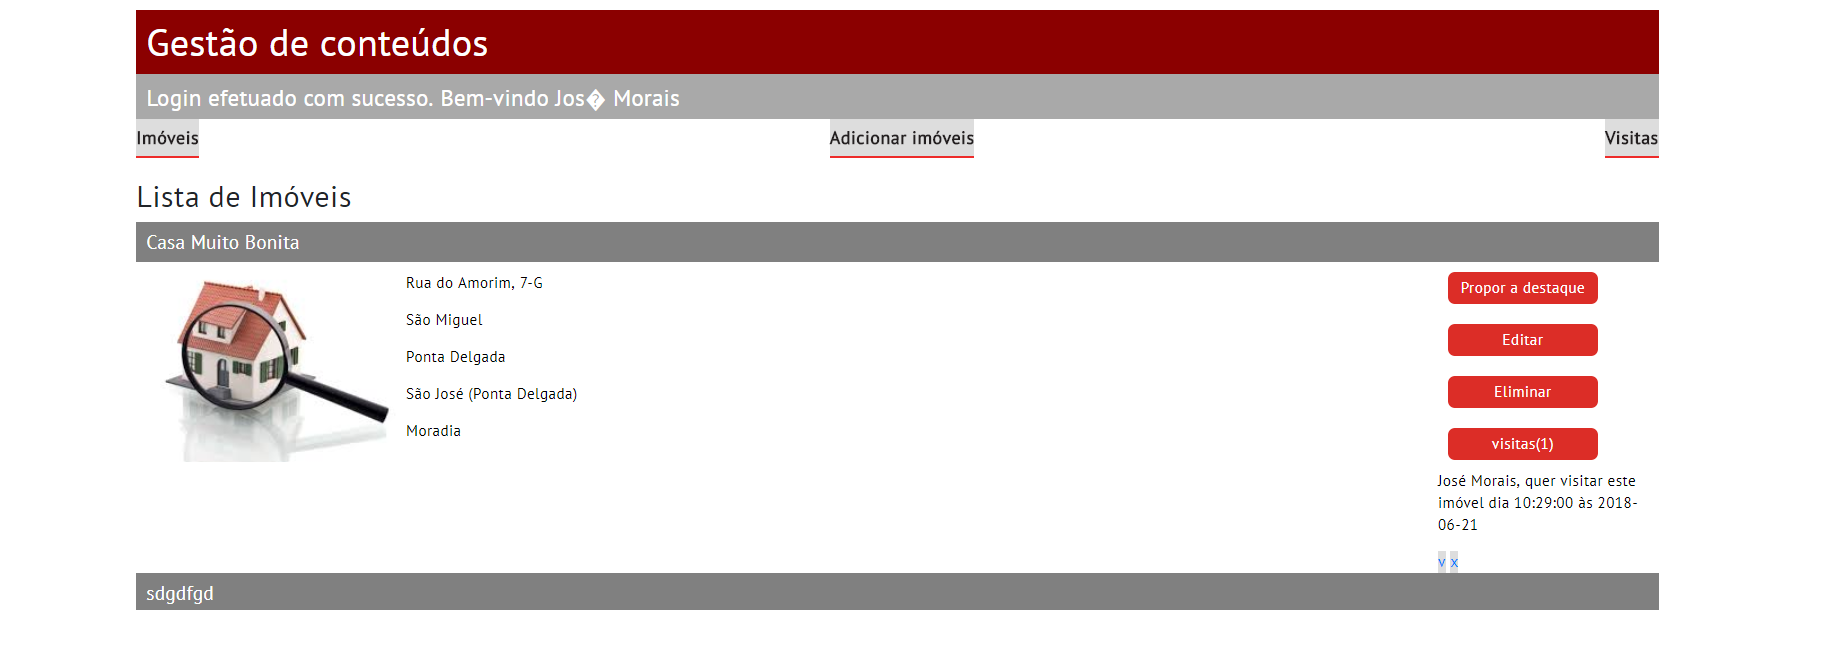 Gestão de conteúdos
Login efetuado com sucesso. Bem-vindo Jos� Morais
Imóveis Adicionar imóveis Visitas
Lista de Imóveis
Casa Muito Bonita
Rua do Amorim, 7-G
São Miguel
Ponta Delgada
São José (Ponta Delgada)
Moradia
Propor a destaque
Editar
Eliminar
visitas(1)
José Morais, quer visitar este
imóvel dia 10:29:00 às 2018-
06-21
v x
sdgdfgd